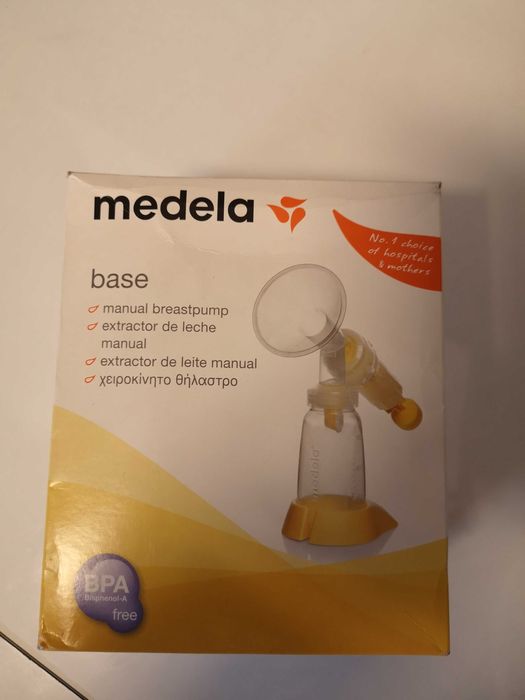 medela
No. 1 choice
of hospitals
& mothers
base
manual breastpump
extractor de leche
manual
extractor de leite manual
χειροκίνητο θήλαστρο
medela
BPA
Bisphenol-A
free